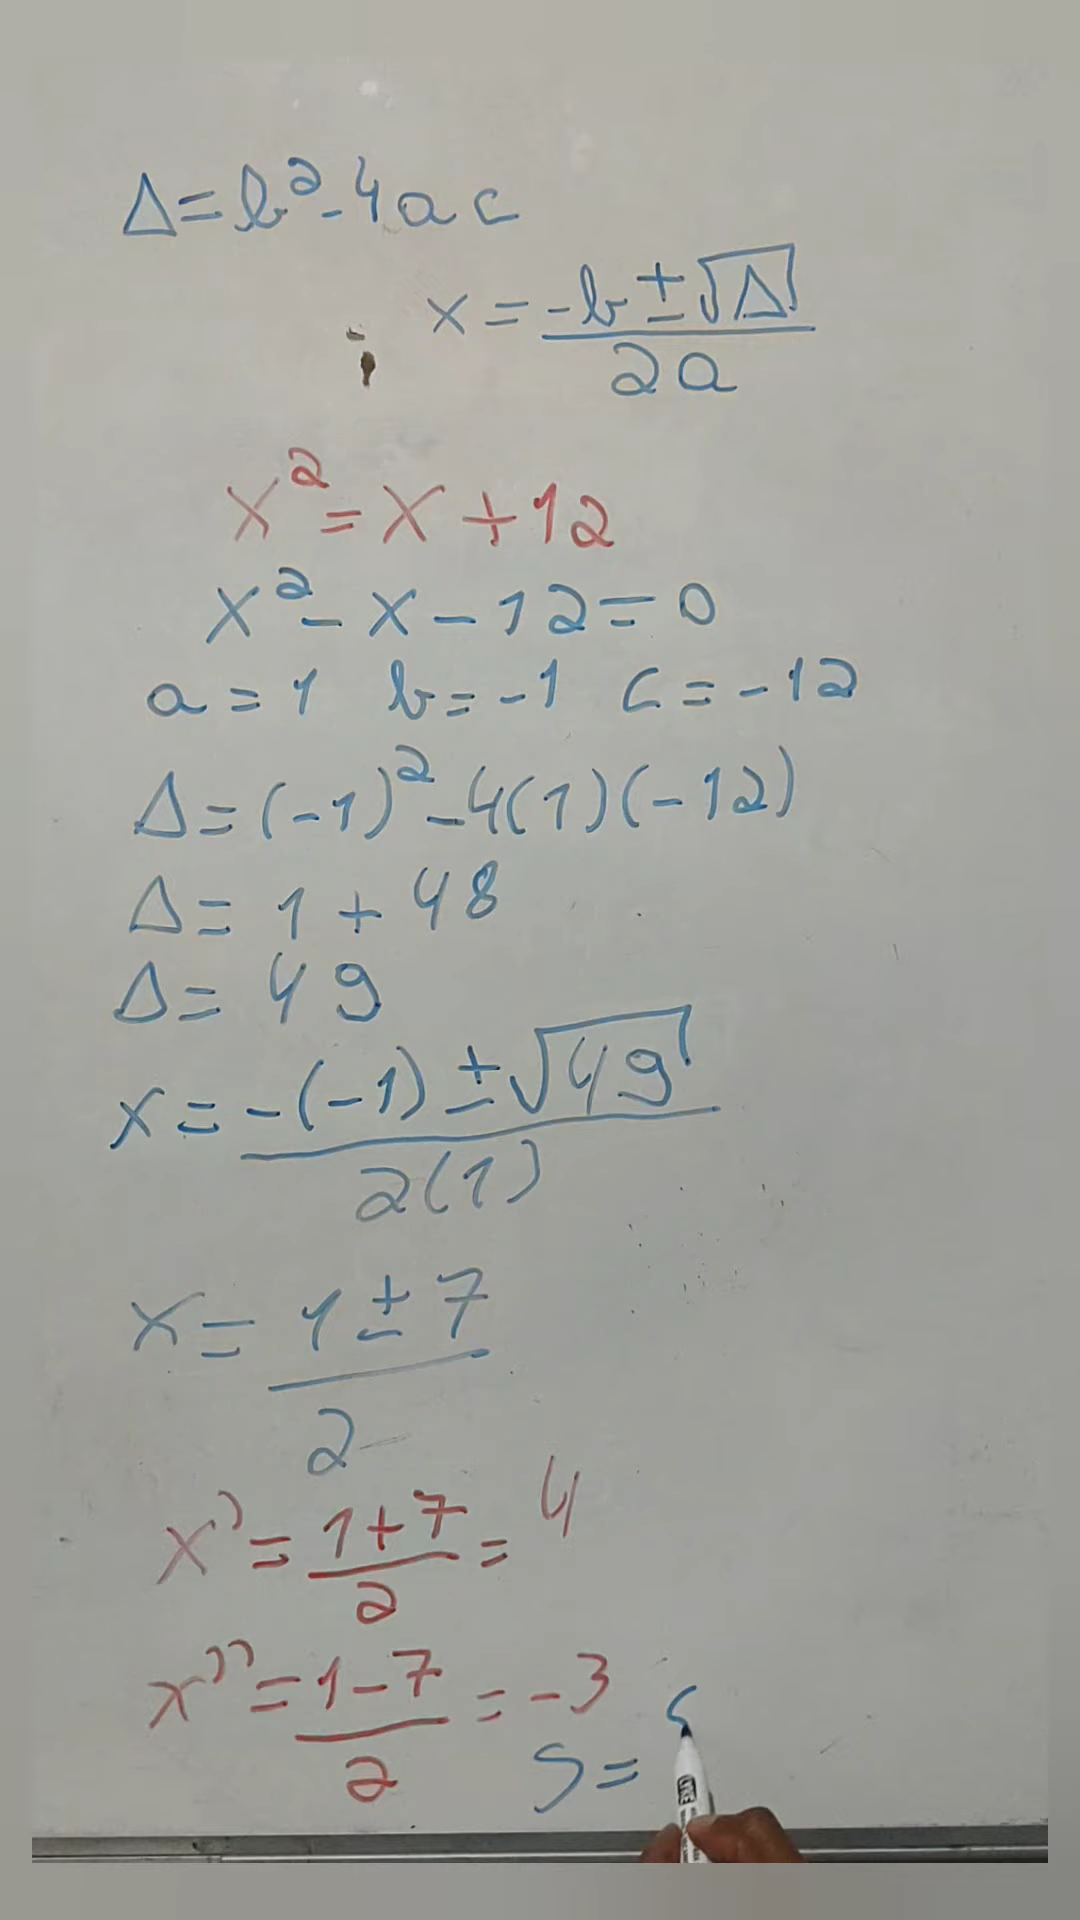 Δ=b²-4ac
x=(-b±√Δ)/2a
x²=x+12
x²-x-12=0
a=1 b=-1 c=-12
Δ=(-1)²-4(1)(-12)
Δ=1+48
Δ=49
x=(-(-1)±√49)/2(1)
x=(1±7)/2
x'=(1+7)/2=4
x''=(1-7)/2=-3
S=